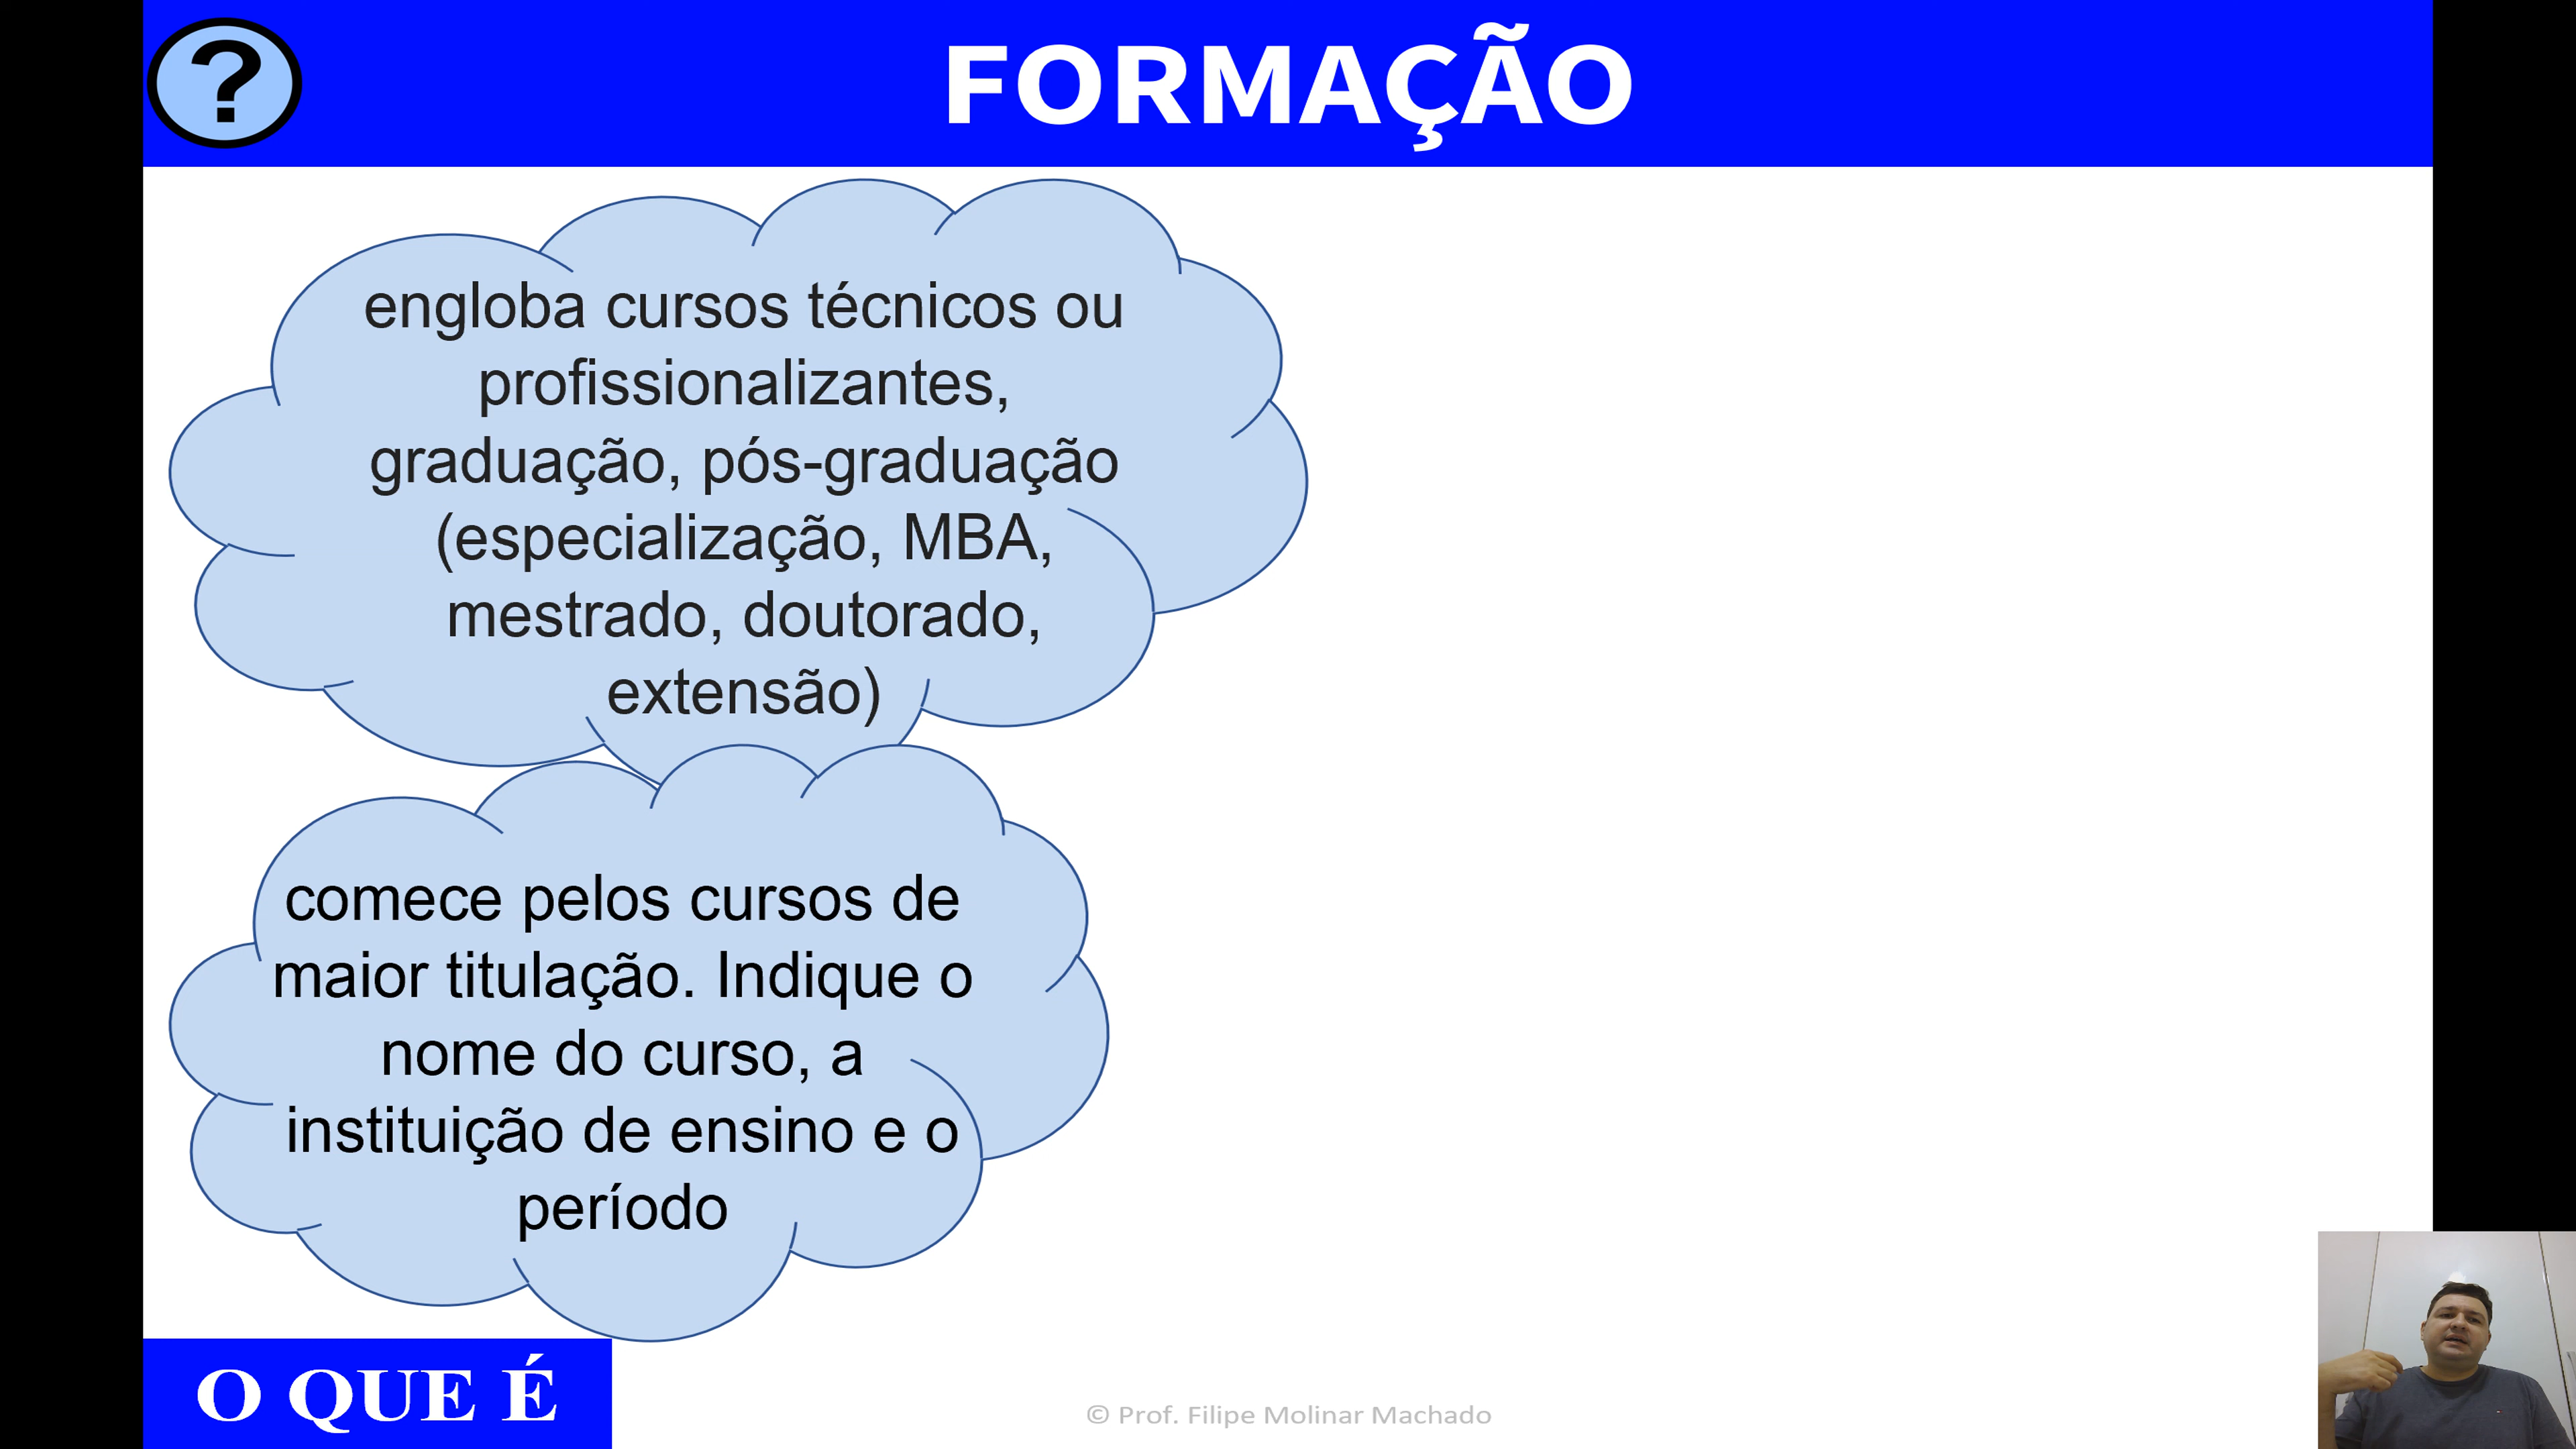 ?
FORMAÇÃO
engloba cursos técnicos ou
profissionalizantes,
graduação, pós-graduação
(especialização, MBA,
mestrado, doutorado,
extensão)
comece pelos cursos de
maior titulação. Indique o
nome do curso, a
instituição de ensino e o
período
O QUE É
© Prof. Filipe Molinar Machado